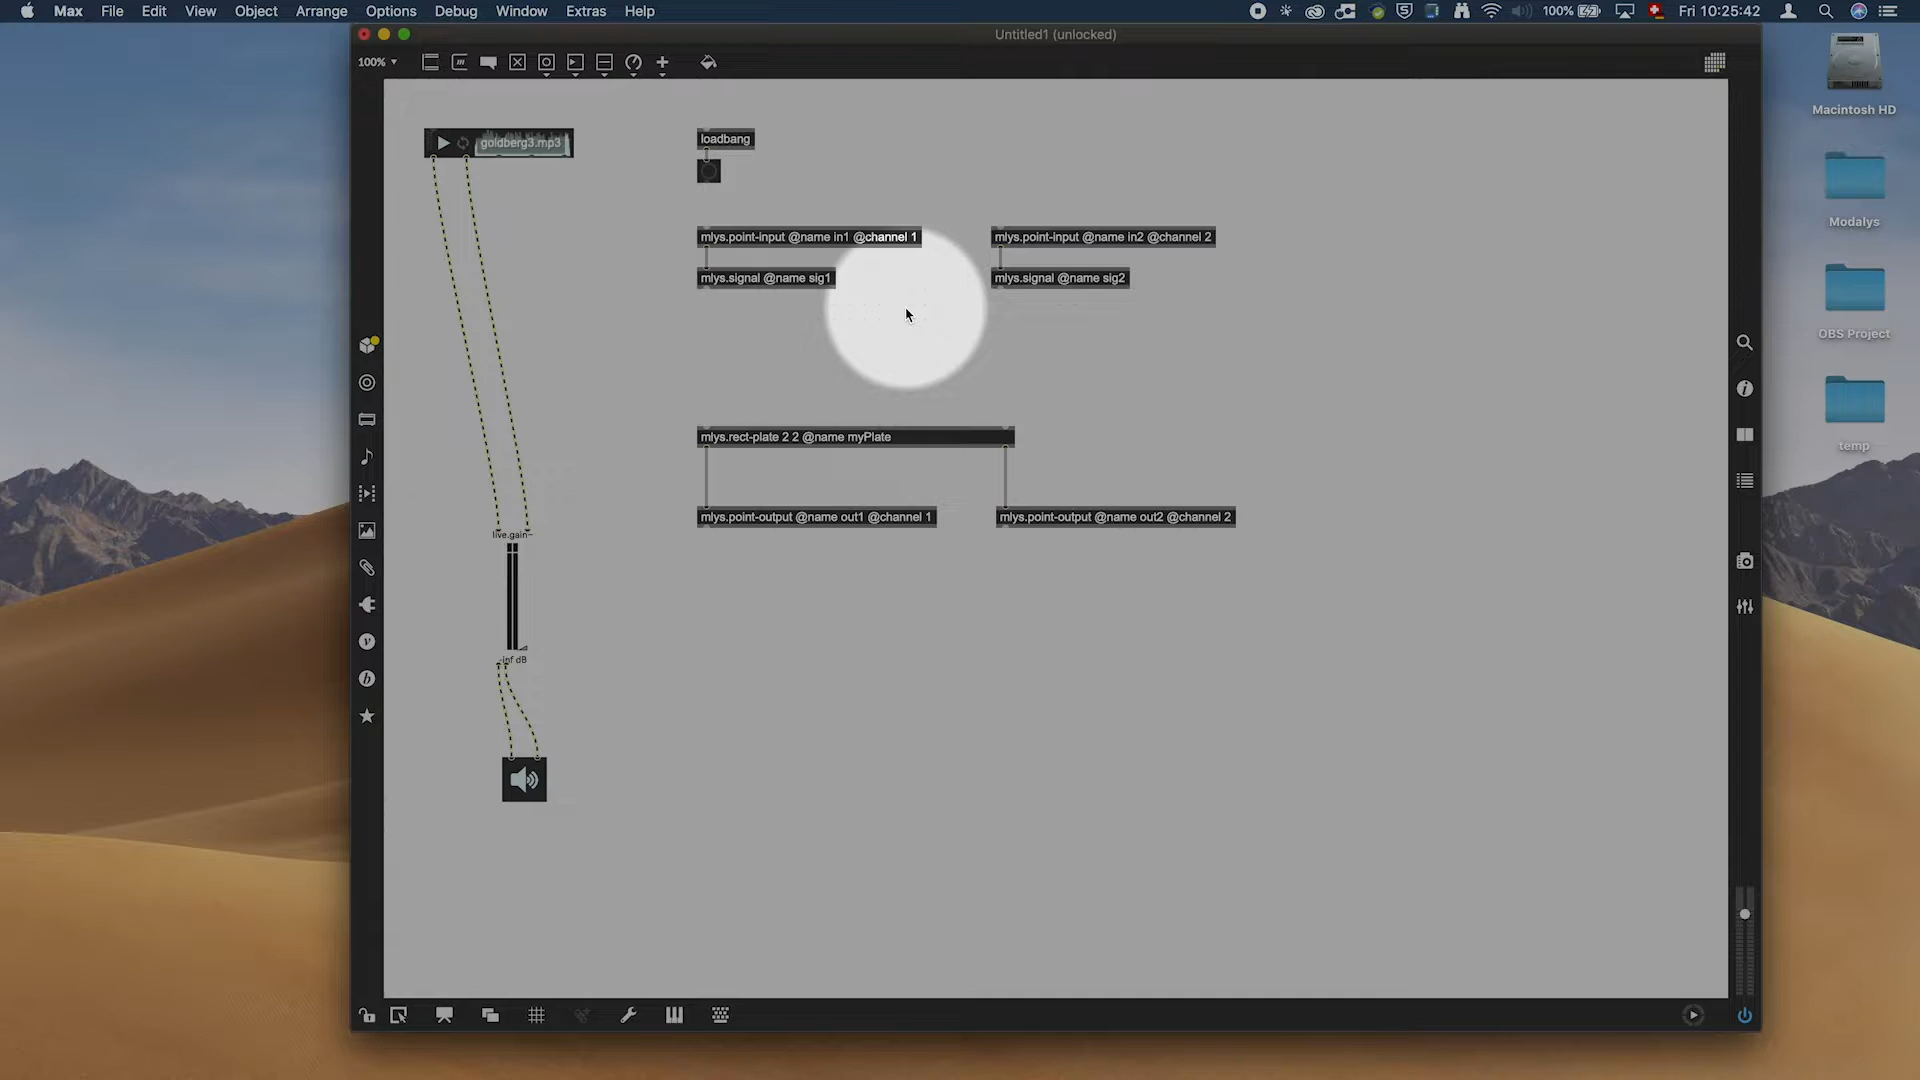 Max File Edit View Object Arrange Options Debug Window Extras Help
100% Fri 10:25:42
Untitled1 (unlocked)
100%
goldberg3.mp3
loadbang
mlys.point-input @name in1 @channel 1
mlys.point-input @name in2 @channel 2
mlys.signal @name sig1
mlys.signal @name sig2
mlys.rect-plate 2 2 @name myPlate
mlys.point-output @name out1 @channel 1
mlys.point-output @name out2 @channel 2
live.gain~
-inf dB
Macintosh HD
Modalys
OBS Project
temp